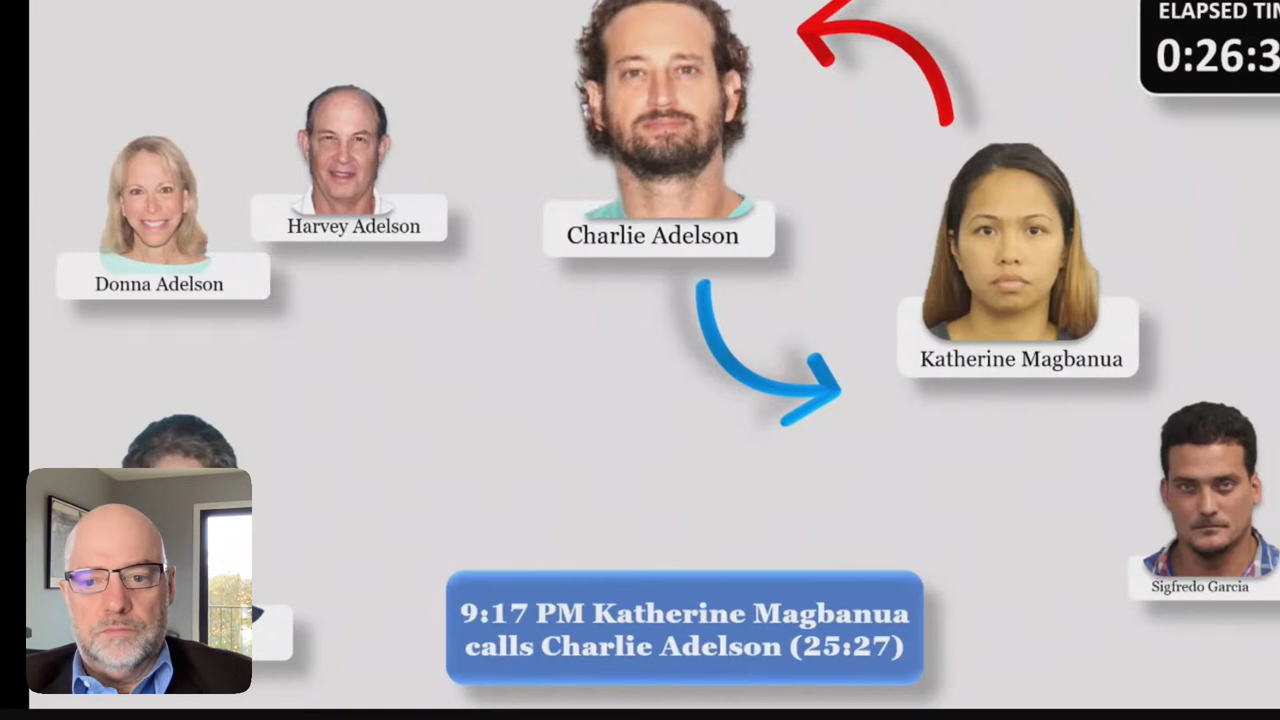 ELAPSED TIM
0:26:3
Harvey Adelson
Charlie Adelson
Donna Adelson
Katherine Magbanua
Sigfredo Garcia
9:17 PM Katherine Magbanua
calls Charlie Adelson (25:27)